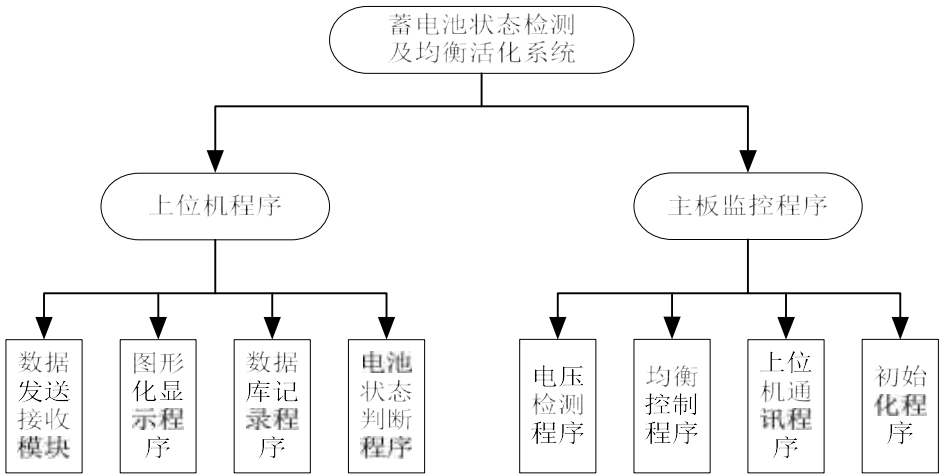 蓄电池状态检测
及均衡活化系统
上位机程序
主板监控程序
数据
发送
接收
模块
图形
化显
示程
序
数据
库记
录程
序
电池
状态
判断
程序
电压
检测
程序
均衡
控制
程序
上位
机通
讯程
序
初始
化程
序